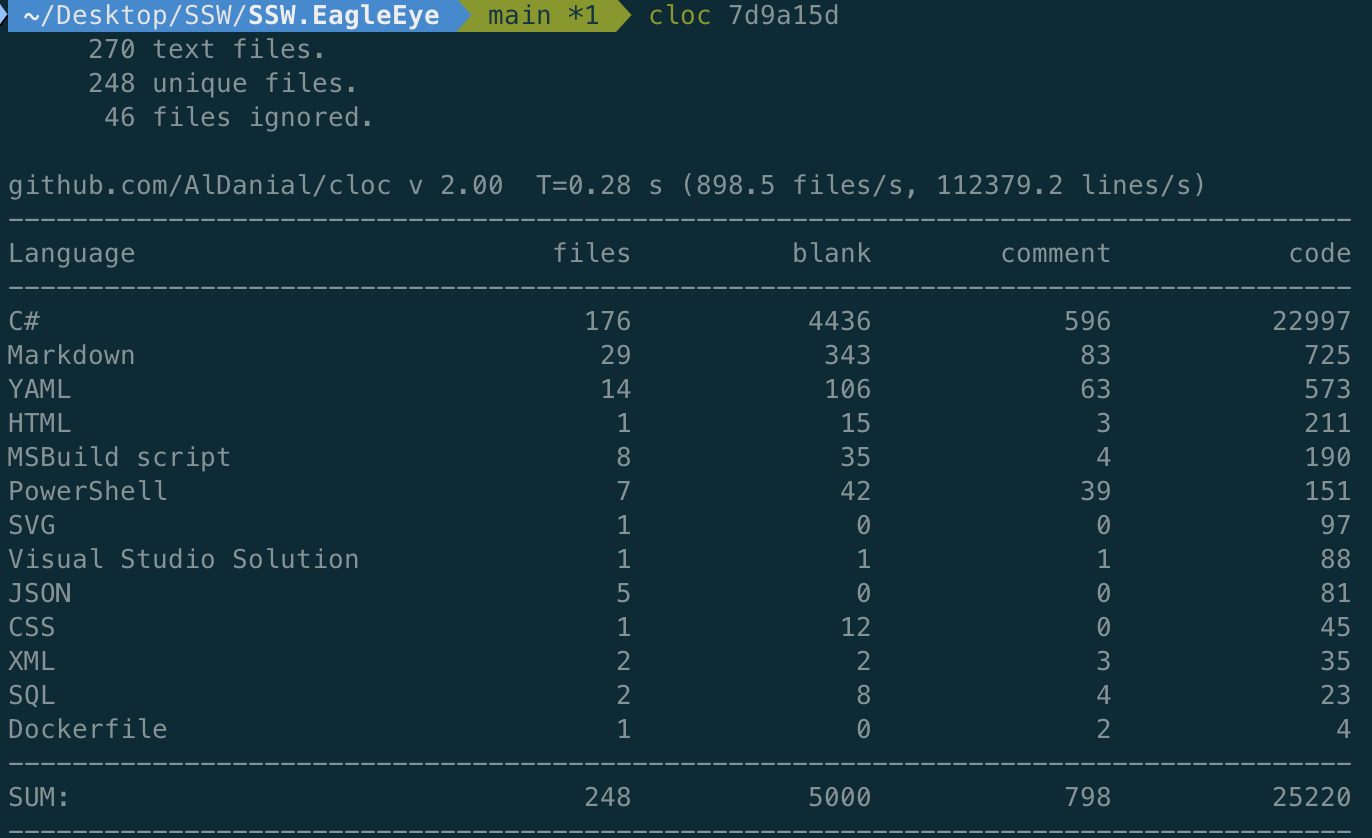 ~/Desktop/SSW/SSW.EagleEye main *1 cloc 7d9a15d
270 text files.
248 unique files.
46 files ignored.
github.com/AlDanial/cloc v 2.00  T=0.28 s (898.5 files/s, 112379.2 lines/s)
-------------------------------------------------------------------------------
Language                          files          blank        comment           code
-------------------------------------------------------------------------------
C#                                  176           4436            596          22997
Markdown                             29            343             83            725
YAML                                 14            106             63            573
HTML                                  1             15              3            211
MSBuild script                        8             35              4            190
PowerShell                            7             42             39            151
SVG                                   1              0              0             97
Visual Studio Solution                1              1              1             88
JSON                                  5              0              0             81
CSS                                   1             12              0             45
XML                                   2              2              3             35
SQL                                   2              8              4             23
Dockerfile                            1              0              2              4
-------------------------------------------------------------------------------
SUM:                                248           5000            798          25220
-------------------------------------------------------------------------------